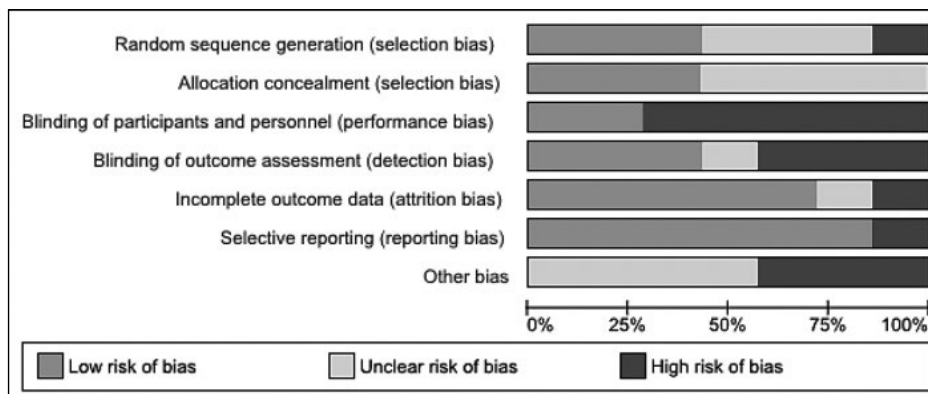 Random sequence generation (selection bias)
Allocation concealment (selection bias)
Blinding of participants and personnel (performance bias)
Blinding of outcome assessment (detection bias)
Incomplete outcome data (attrition bias)
Selective reporting (reporting bias)
Other bias
0% 25% 50% 75% 100%
Low risk of bias Unclear risk of bias High risk of bias